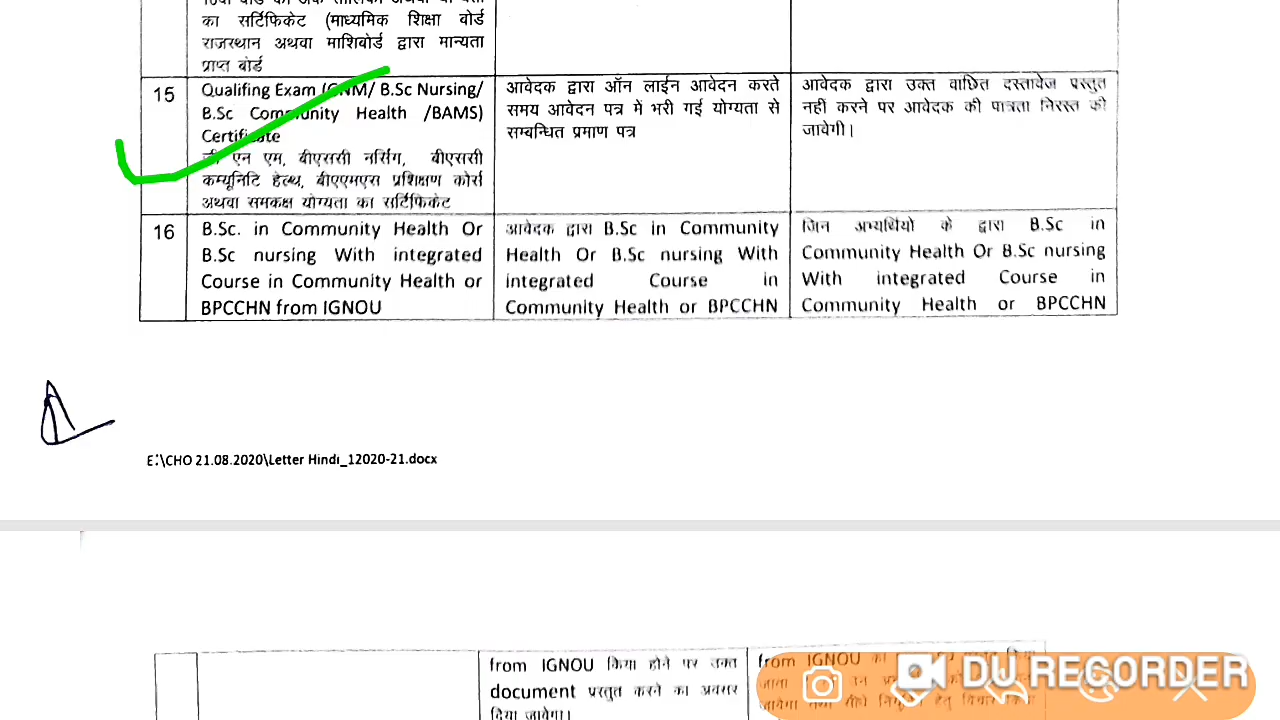 का सर्टिफिकेट (माध्यमिक शिक्षा बोर्ड
राजस्थान अथवा माशिबोर्ड द्वारा मान्यता
प्राप्त बोर्ड
15
Qualifing Exam (GNM/ B.Sc Nursing/
B.Sc Community Health /BAMS)
Certificate
जी एन एम, बीएससी नर्सिग, बीएससी
कम्यूनिटि हेल्थ, बीएएमएस प्रशिक्षण कोर्स
अथवा समकक्ष योग्यता का सर्टिफिकेट
आवेदक द्वारा ऑन लाईन आवेदन करते
समय आवेदन पत्र में भरी गई योग्यता से
सम्बन्धित प्रमाण पत्र
आवेदक द्वारा उक्त वाछित दस्तावेज प्रस्तुत
नहीं करने पर आवेदक की पात्रता निरस्त की
जावेगी।
16
B.Sc. in Community Health Or
B.Sc nursing With integrated
Course in Community Health or
BPCCHN from IGNOU
आवेदक द्वारा B.Sc in Community
Health Or B.Sc nursing With
integrated Course in
Community Health or BPCCHN
जिन अभ्यर्थियो के द्वारा B.Sc in
Community Health Or B.Sc nursing
With integrated Course in
Community Health or BPCCHN
E:\CHO 21.08.2020\Letter Hindi_12020-21.docx
from IGNOU किया होने पर उक्त
document प्रस्तुत करने का अवसर
दिया जावेगा।
from IGNOU का
DU RECORDER